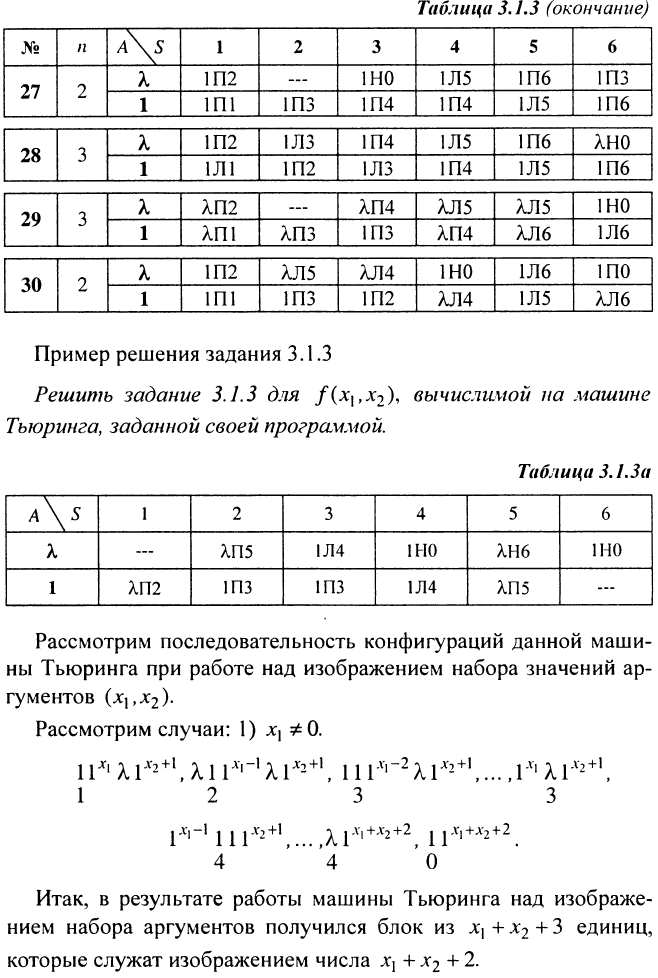 Таблица 3.1.3 (окончание)
№ n A \ S 1 2 3 4 5 6
27 2 λ 1П2 --- 1Н0 1Л5 1П6 1П3
1 1П1 1П3 1П4 1П4 1Л5 1П6
28 3 λ 1П2 1Л3 1П4 1Л5 1П6 λН0
1 1Л1 1П2 1Л3 1П4 1Л5 1П6
29 3 λ λП2 --- λП4 λЛ5 λЛ5 1Н0
1 λП1 λП3 1П3 λП4 λЛ6 1Л6
30 2 λ 1П2 λЛ5 λЛ4 1Н0 1Л6 1П0
1 1П1 1П3 1П2 λЛ4 1Л5 λЛ6
Пример решения задания 3.1.3
Решить задание 3.1.3 для f(x₁,x₂), вычислимой на машине
Тьюринга, заданной своей программой.
Таблица 3.1.3а
A \ S 1 2 3 4 5 6
λ --- λП5 1Л4 1Н0 λН6 1Н0
1 λП2 1П3 1П3 1Л4 λП5 ---
Рассмотрим последовательность конфигураций данной маши-
ны Тьюринга при работе над изображением набора значений ар-
гументов (x₁,x₂).
Рассмотрим случаи: 1) x₁ ≠ 0.
11^{x₁}λ1^{x₂+1}, λ11^{x₁−1}λ1^{x₂+1}, 111^{x₁−2}λ1^{x₂+1},...,1^{x₁}λ1^{x₂+1},
1 2 3 3
1^{x₁−1}111^{x₂+1},...,λ1^{x₁+x₂+2}, 11^{x₁+x₂+2}.
4 4 0
Итак, в результате работы машины Тьюринга над изображе-
нием набора аргументов получился блок из x₁ + x₂ + 3 единиц,
которые служат изображением числа x₁ + x₂ + 2.